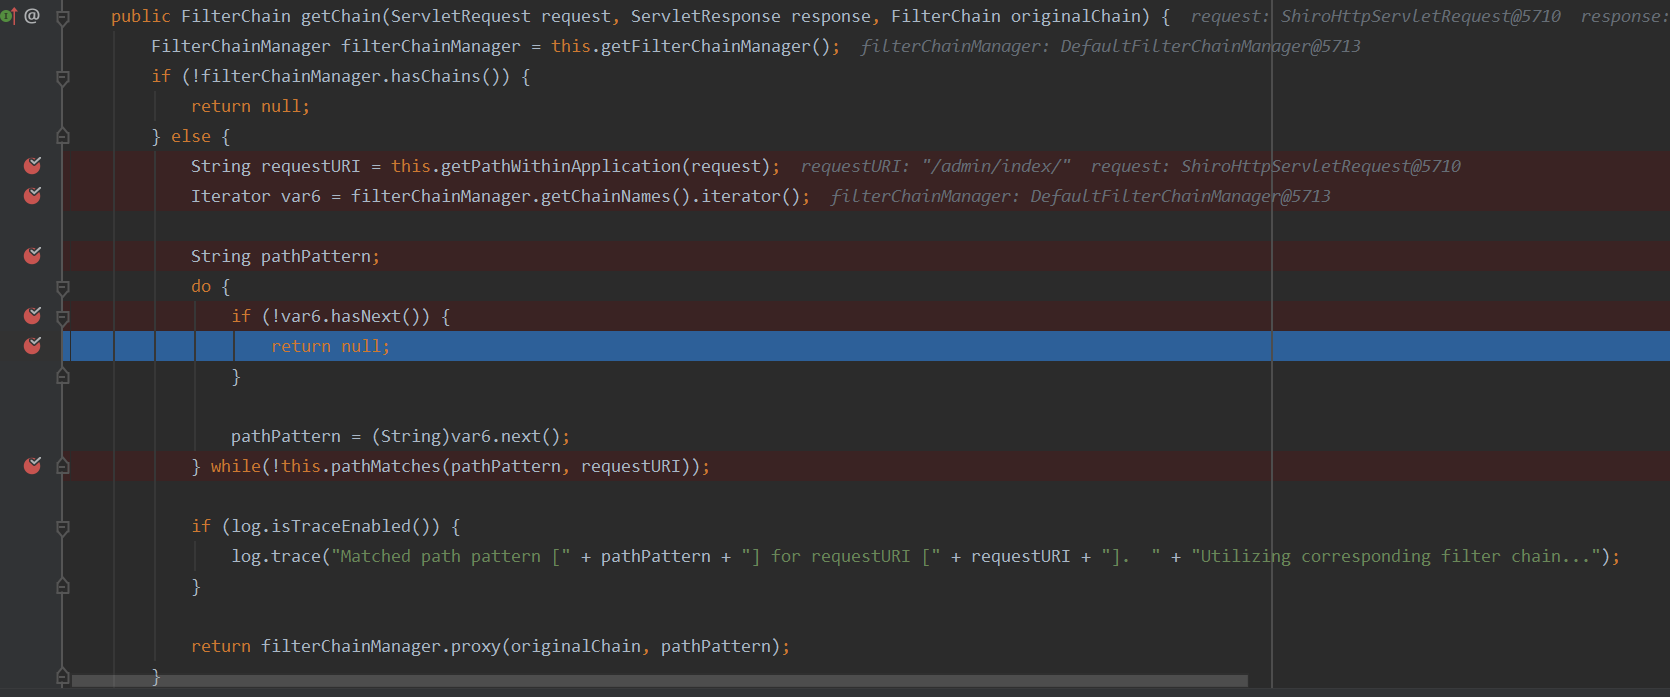 @ public FilterChain getChain(ServletRequest request, ServletResponse response, FilterChain originalChain) {  request: ShiroHttpServletRequest@5710  response:
FilterChainManager filterChainManager = this.getFilterChainManager();  filterChainManager: DefaultFilterChainManager@5713
if (!filterChainManager.hasChains()) {
return null;
} else {
String requestURI = this.getPathWithinApplication(request);  requestURI: "/admin/index/"  request: ShiroHttpServletRequest@5710
Iterator var6 = filterChainManager.getChainNames().iterator();  filterChainManager: DefaultFilterChainManager@5713
String pathPattern;
do {
if (!var6.hasNext()) {
return null;
}
pathPattern = (String)var6.next();
} while(!this.pathMatches(pathPattern, requestURI));
if (log.isTraceEnabled()) {
log.trace("Matched path pattern [" + pathPattern + "] for requestURI [" + requestURI + "].  " + "Utilizing corresponding filter chain...");
}
return filterChainManager.proxy(originalChain, pathPattern);
}